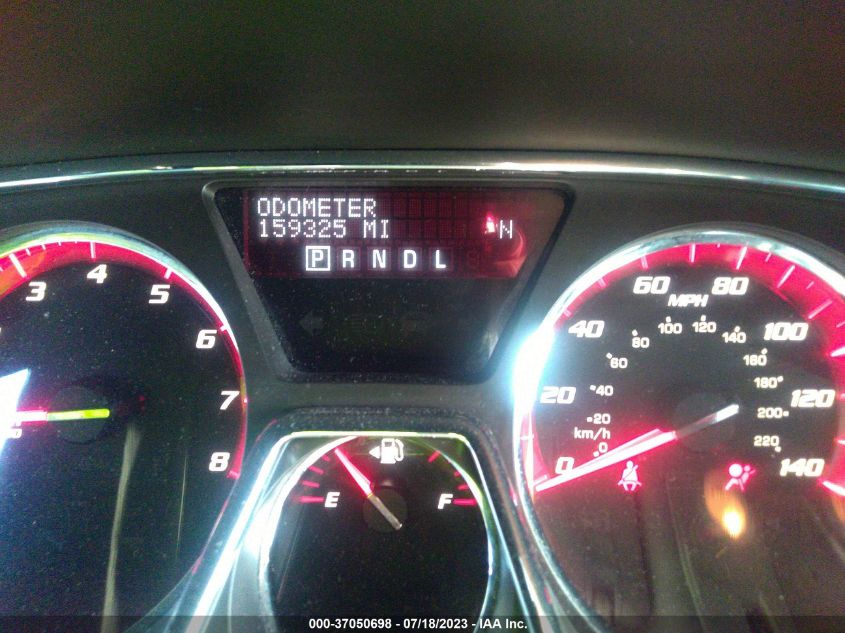 ODOMETER
159325 MI N
P R N D L
3 4 5 6 7 8
E F
0 20 40 60 80 100 120 140
MPH
km/h
0 20 40 60 80 100 120 140 160 180 200 220
000-37050698 - 07/18/2023 - IAA Inc.